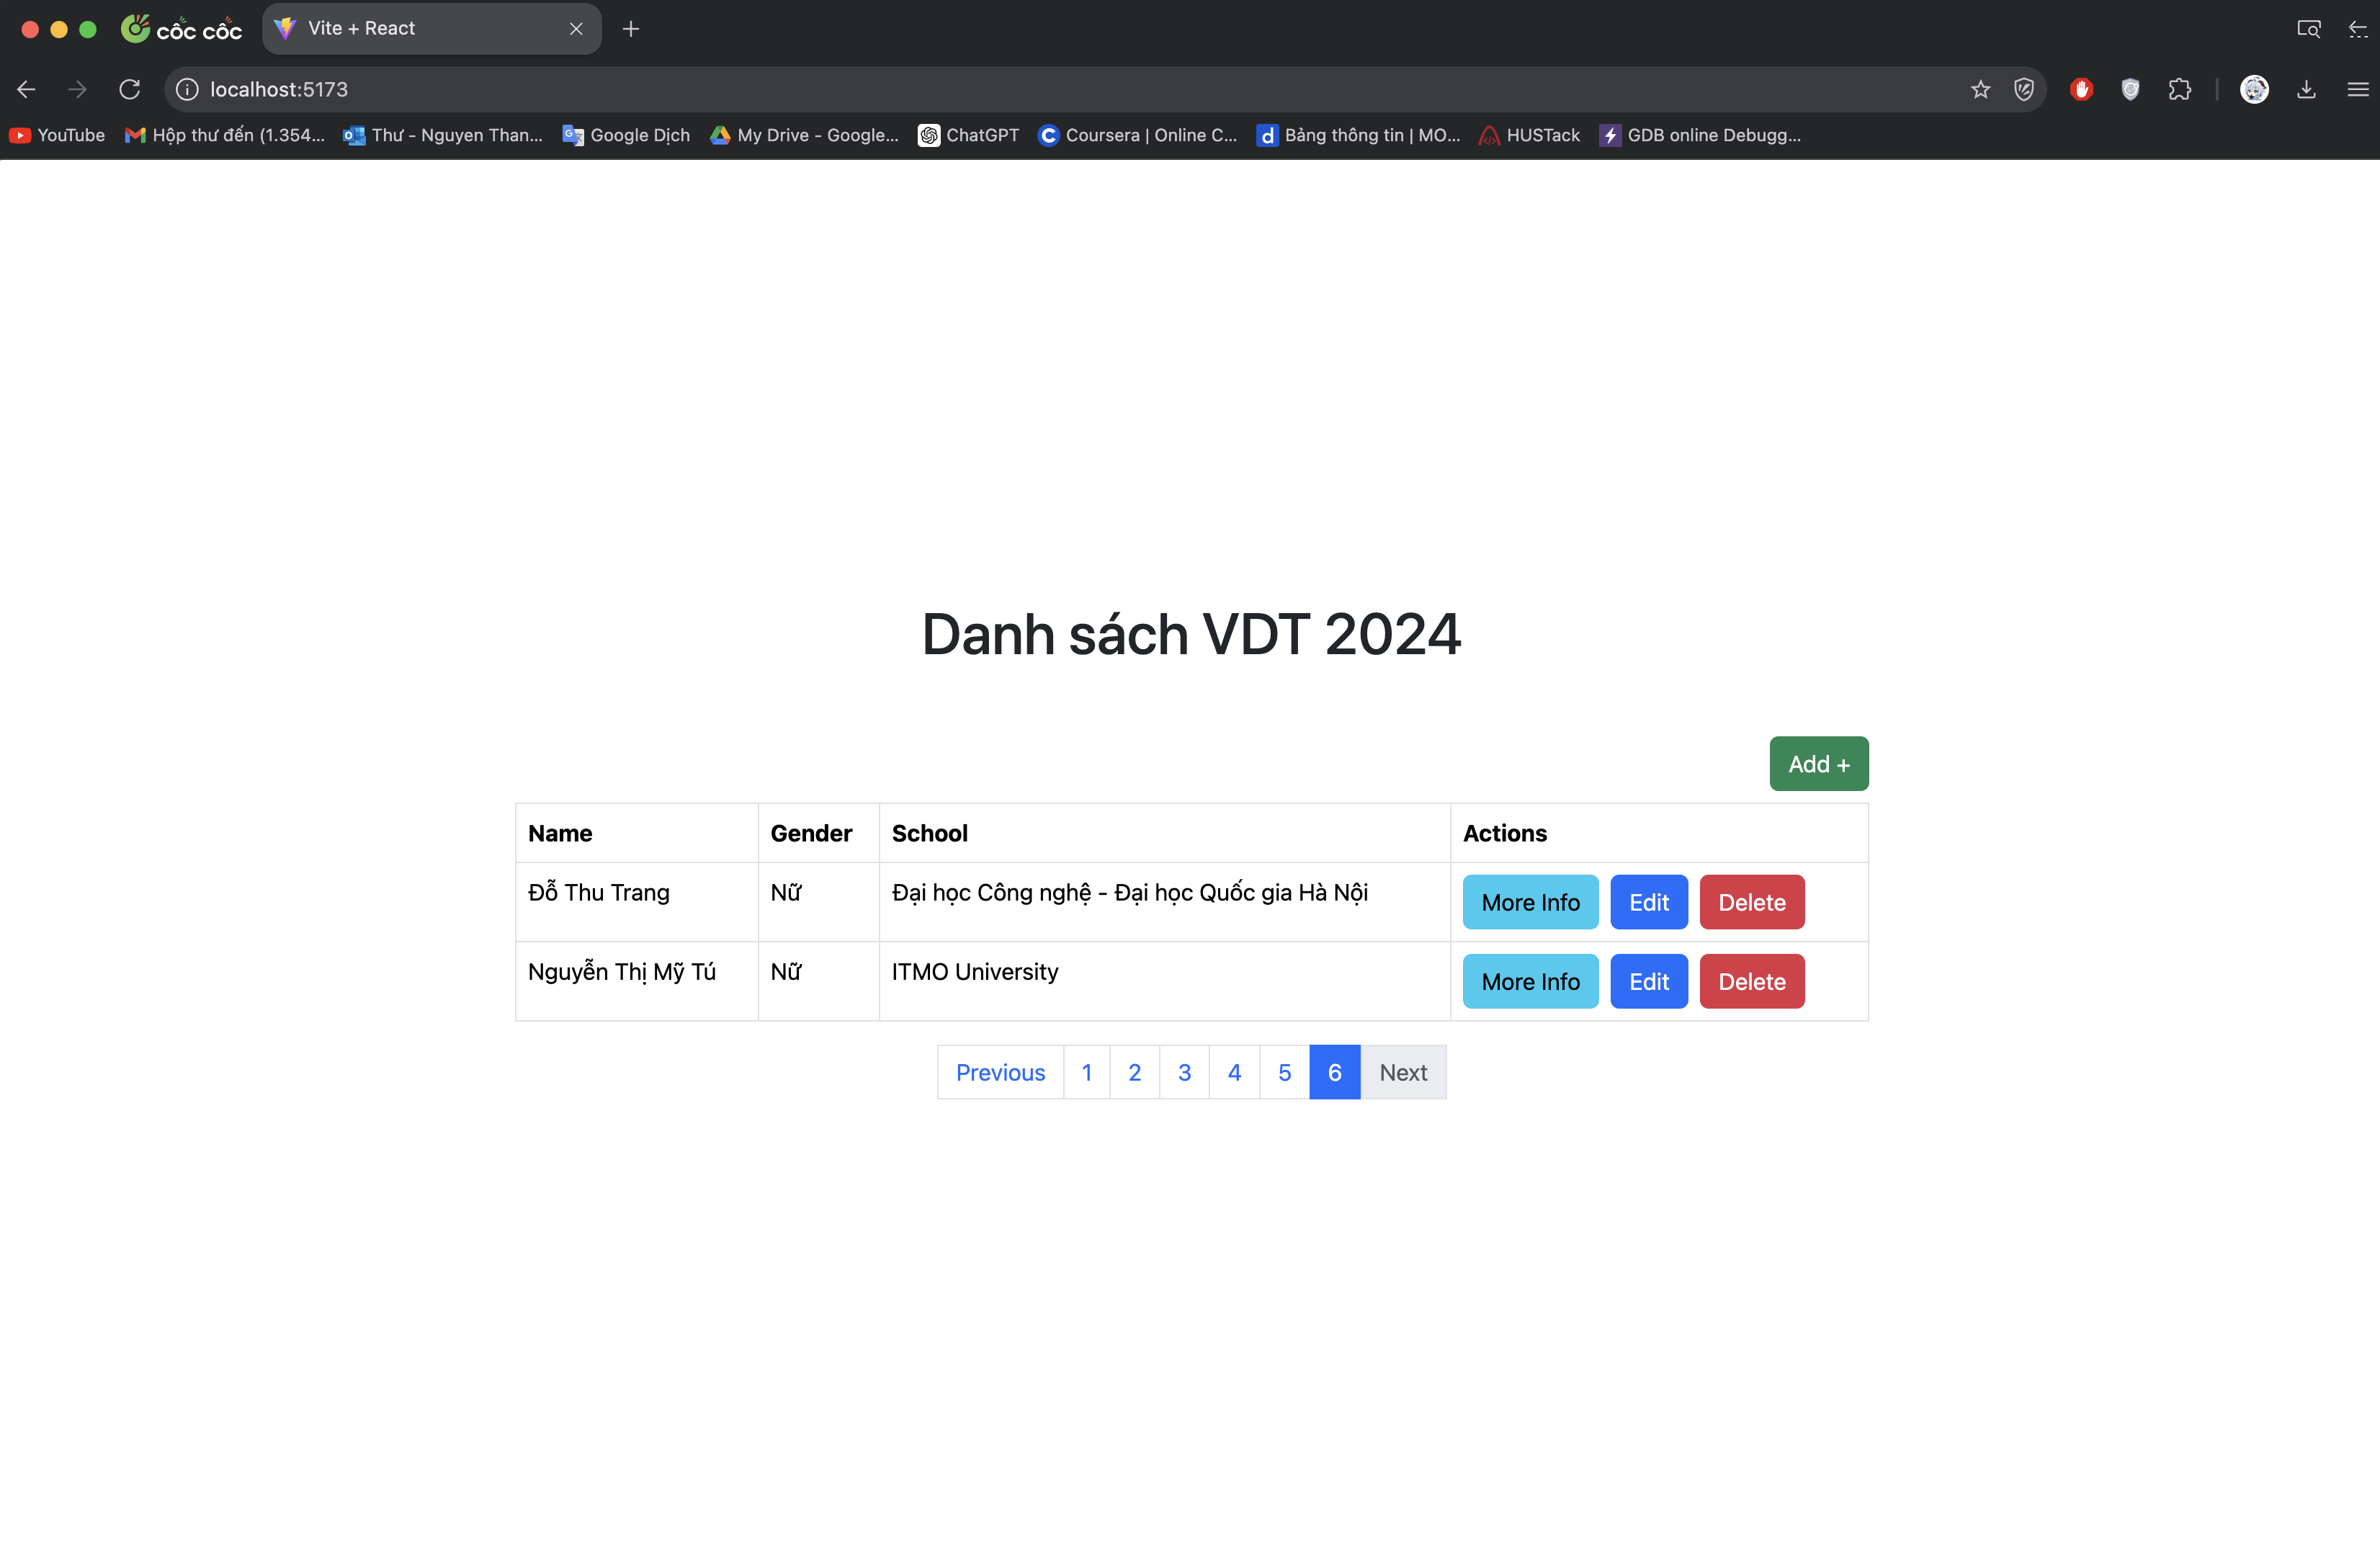 cốc cốc Vite + React
localhost:5173
YouTube Hộp thư đến (1.354... Thư - Nguyen Than... Google Dịch My Drive - Google... ChatGPT Coursera | Online C... Bảng thông tin | MO... HUSTack GDB online Debugg...
Danh sách VDT 2024
Add +
Name Gender School Actions
Đỗ Thu Trang Nữ Đại học Công nghệ - Đại học Quốc gia Hà Nội More Info Edit Delete
Nguyễn Thị Mỹ Tú Nữ ITMO University More Info Edit Delete
Previous 1 2 3 4 5 6 Next